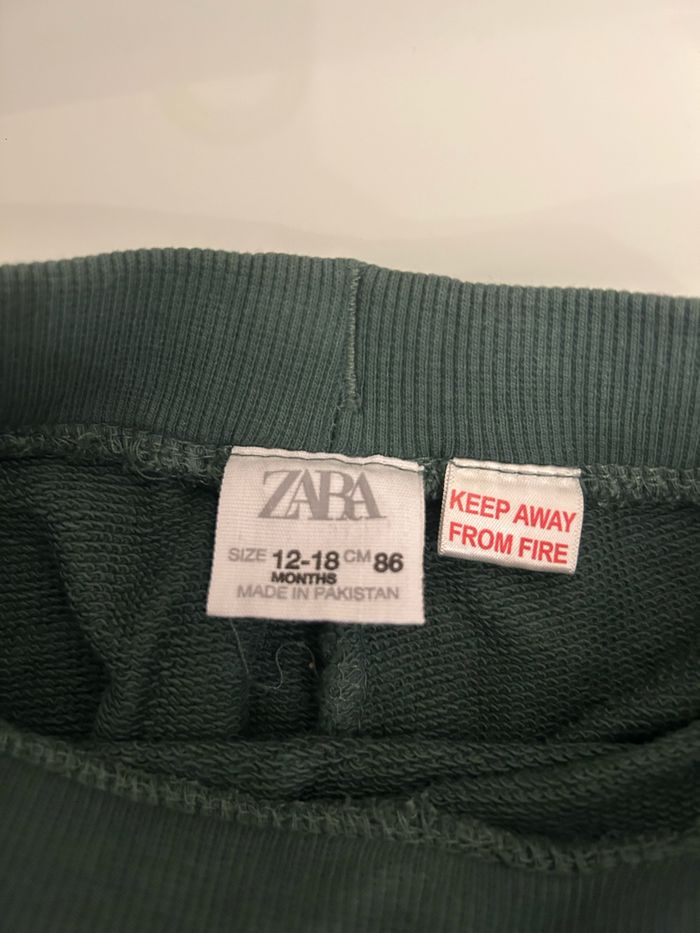 ZARA
SIZE 12-18 CM 86
MONTHS
MADE IN PAKISTAN
KEEP AWAY
FROM FIRE